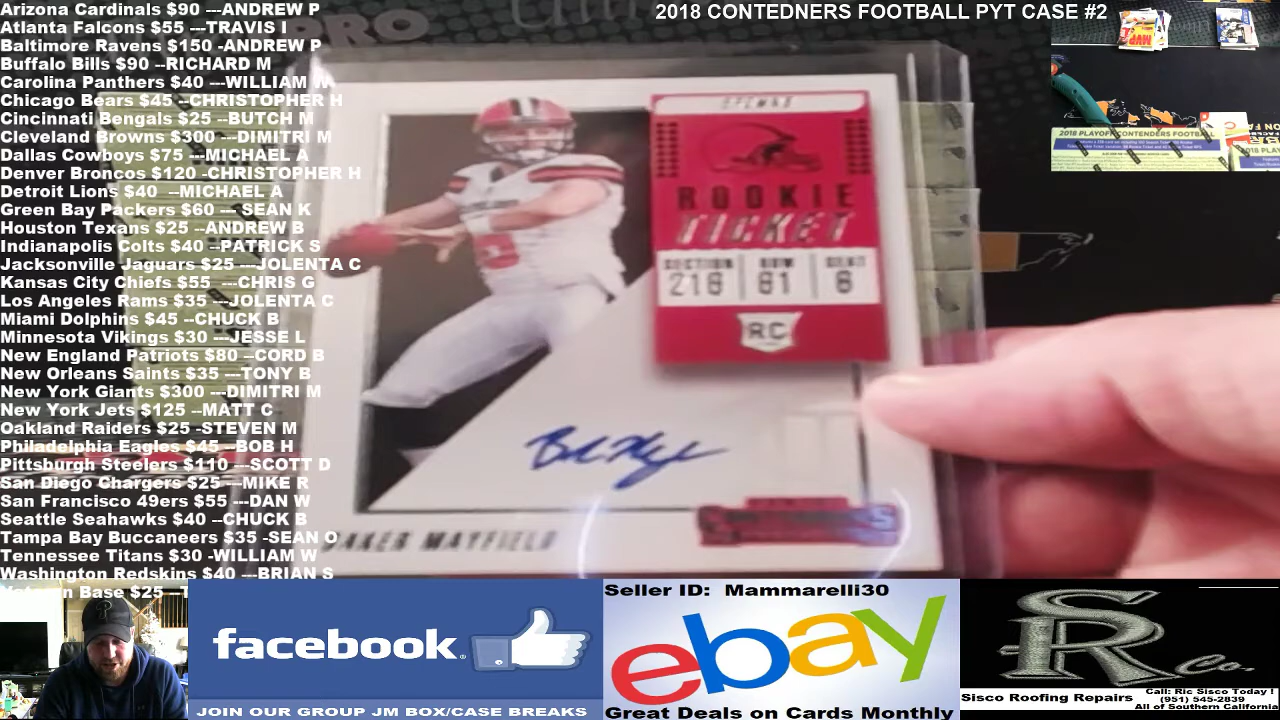 Arizona Cardinals $90 ---ANDREW P
Atlanta Falcons $55 ---TRAVIS I
Baltimore Ravens $150 -ANDREW P
Buffalo Bills $90 --RICHARD M
Carolina Panthers $40 ---WILLIAM W
Chicago Bears $45 --CHRISTOPHER H
Cincinnati Bengals $25 --BUTCH M
Cleveland Browns $300 ---DIMITRI M
Dallas Cowboys $75 ---MICHAEL A
Denver Broncos $120 -CHRISTOPHER H
Detroit Lions $40 --MICHAEL A
Green Bay Packers $60 --- SEAN K
Houston Texans $25 --ANDREW B
Indianapolis Colts $40 --PATRICK S
Jacksonville Jaguars $25 ---JOLENTA C
Kansas City Chiefs $55 ---CHRIS G
Los Angeles Rams $35 ---JOLENTA C
Miami Dolphins $45 --CHUCK B
Minnesota Vikings $30 ---JESSE L
New England Patriots $80 --CORD B
New Orleans Saints $35 ---TONY B
New York Giants $300 ---DIMITRI M
New York Jets $125 --MATT C
Oakland Raiders $25 -STEVEN M
Philadelphia Eagles $45 --BOB H
Pittsburgh Steelers $110 ---SCOTT D
San Diego Chargers $25 ---MIKE R
San Francisco 49ers $55 ---DAN W
Seattle Seahawks $40 --CHUCK B
Tampa Bay Buccaneers $35 -SEAN O
Tennessee Titans $30 -WILLIAM W
Washington Redskins $40 ---BRIAN S
Base $25 --T
2018 CONTEDNERS FOOTBALL PYT CASE #2
PRO
2018 PLAYOFF CONTENDERS FOOTBALL
ROOKIE
TICKET
SECTION ROW SEAT
218 81 6
RC
BAKER MAYFIELD
CONTENDERS
facebook
JOIN OUR GROUP JM BOX/CASE BREAKS
Seller ID: Mammarelli30
ebay
Great Deals on Cards Monthly
SR Co.
Sisco Roofing Repairs
Call: Ric Sisco Today !
(951) 545-2839
All of Southern California